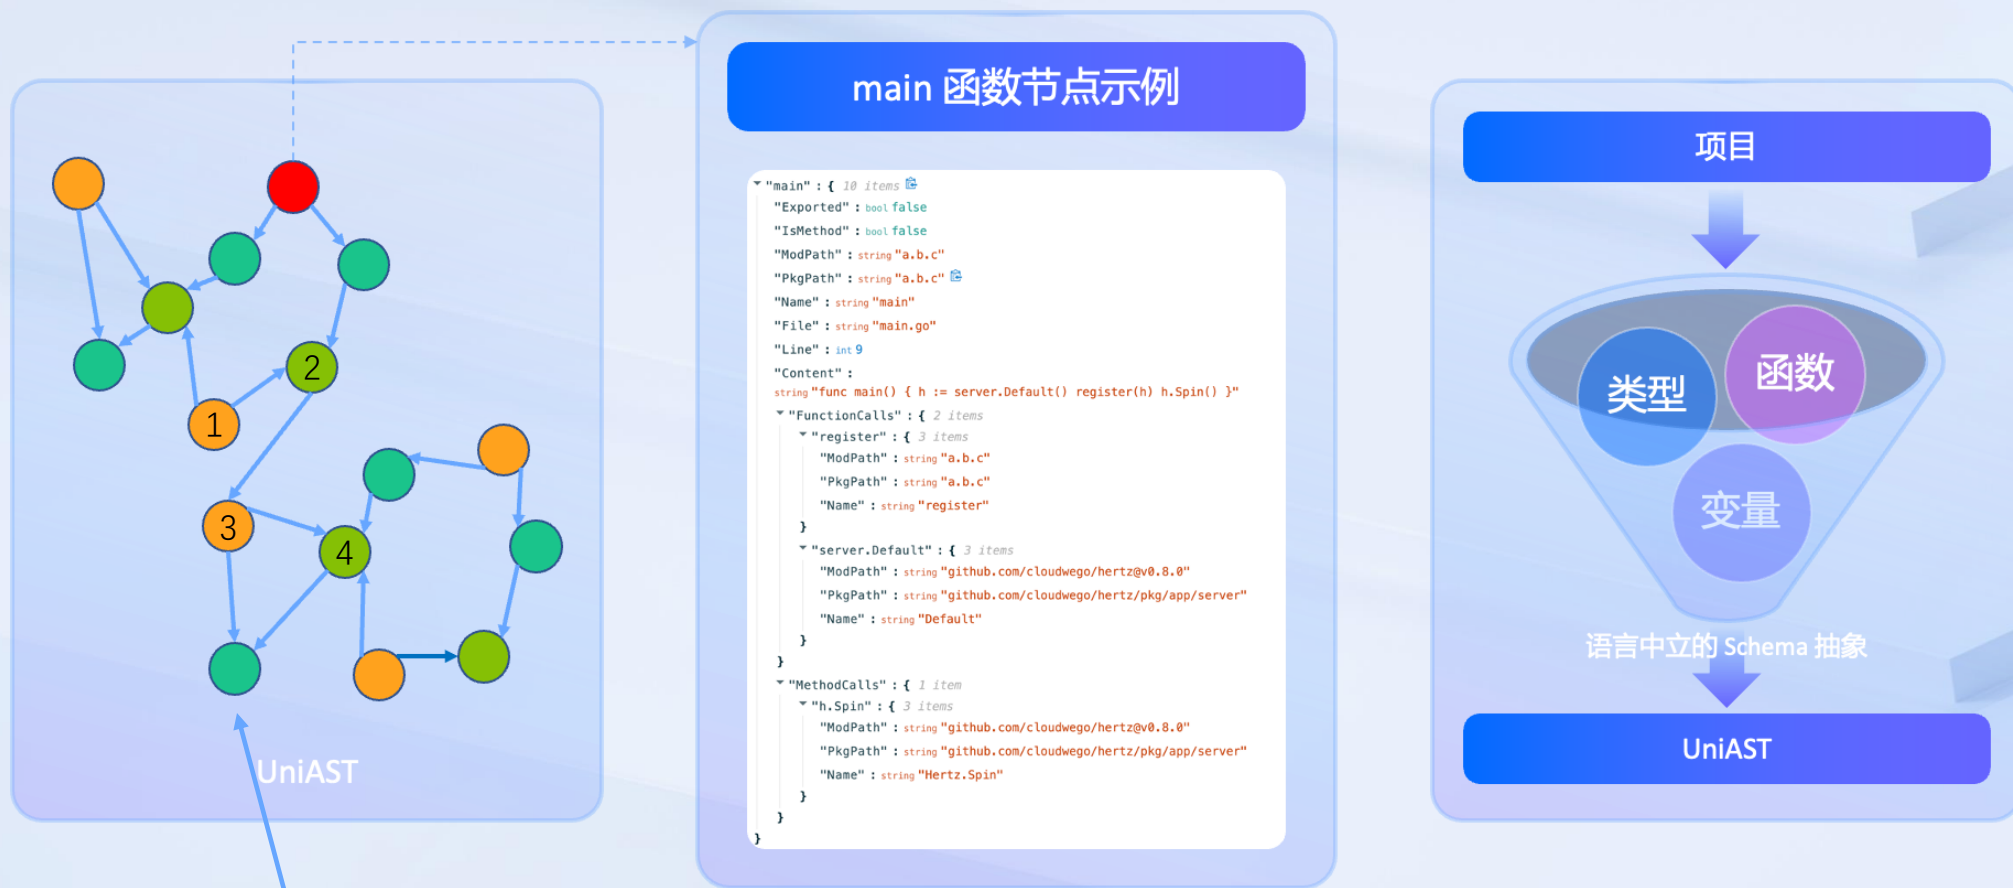 1
2
3
4
UniAST
main 函数节点示例
"main" : { 10 items
"Exported" : bool false
"IsMethod" : bool false
"ModPath" : string "a.b.c"
"PkgPath" : string "a.b.c"
"Name" : string "main"
"File" : string "main.go"
"Line" : int 9
"Content" :
string "func main() { h := server.Default() register(h) h.Spin() }"
"FunctionCalls" : { 2 items
"register" : { 3 items
"ModPath" : string "a.b.c"
"PkgPath" : string "a.b.c"
"Name" : string "register"
}
"server.Default" : { 3 items
"ModPath" : string "github.com/cloudwego/hertz@v0.8.0"
"PkgPath" : string "github.com/cloudwego/hertz/pkg/app/server"
"Name" : string "Default"
}
}
"MethodCalls" : { 1 item
"h.Spin" : { 3 items
"ModPath" : string "github.com/cloudwego/hertz@v0.8.0"
"PkgPath" : string "github.com/cloudwego/hertz/pkg/app/server"
"Name" : string "Hertz.Spin"
}
}
}
项目
类型
函数
变量
语言中立的 Schema 抽象
UniAST